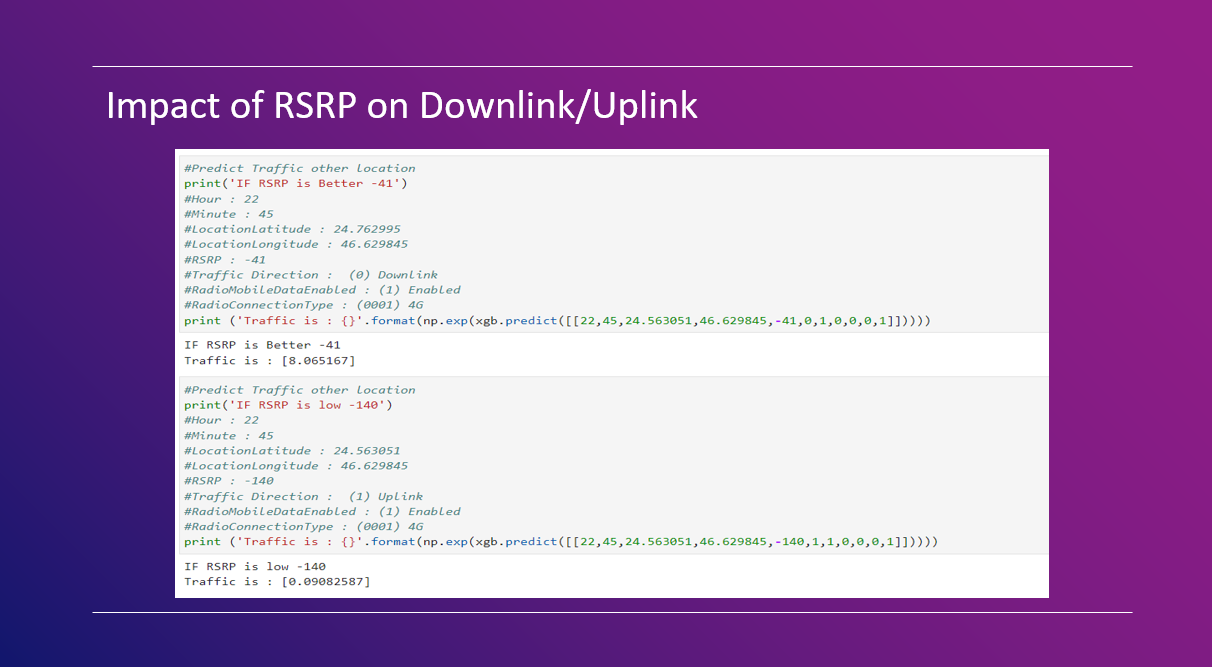 Impact of RSRP on Downlink/Uplink
#Predict Traffic other location
print('IF RSRP is Better -41')
#Hour : 22
#Minute : 45
#LocationLatitude : 24.762995
#LocationLongitude : 46.629845
#RSRP : -41
#Traffic Direction :  (0) Downlink
#RadioMobileDataEnabled : (1) Enabled
#RadioConnectionType : (0001) 4G
print ('Traffic is : {}'.format(np.exp(xgb.predict([[22,45,24.563051,46.629845,-41,0,1,0,0,0,1]]))))
IF RSRP is Better -41
Traffic is : [8.065167]
#Predict Traffic other location
print('IF RSRP is low -140')
#Hour : 22
#Minute : 45
#LocationLatitude : 24.563051
#LocationLongitude : 46.629845
#RSRP : -140
#Traffic Direction :  (1) Uplink
#RadioMobileDataEnabled : (1) Enabled
#RadioConnectionType : (0001) 4G
print ('Traffic is : {}'.format(np.exp(xgb.predict([[22,45,24.563051,46.629845,-140,1,1,0,0,0,1]]))))
IF RSRP is low -140
Traffic is : [0.09082587]